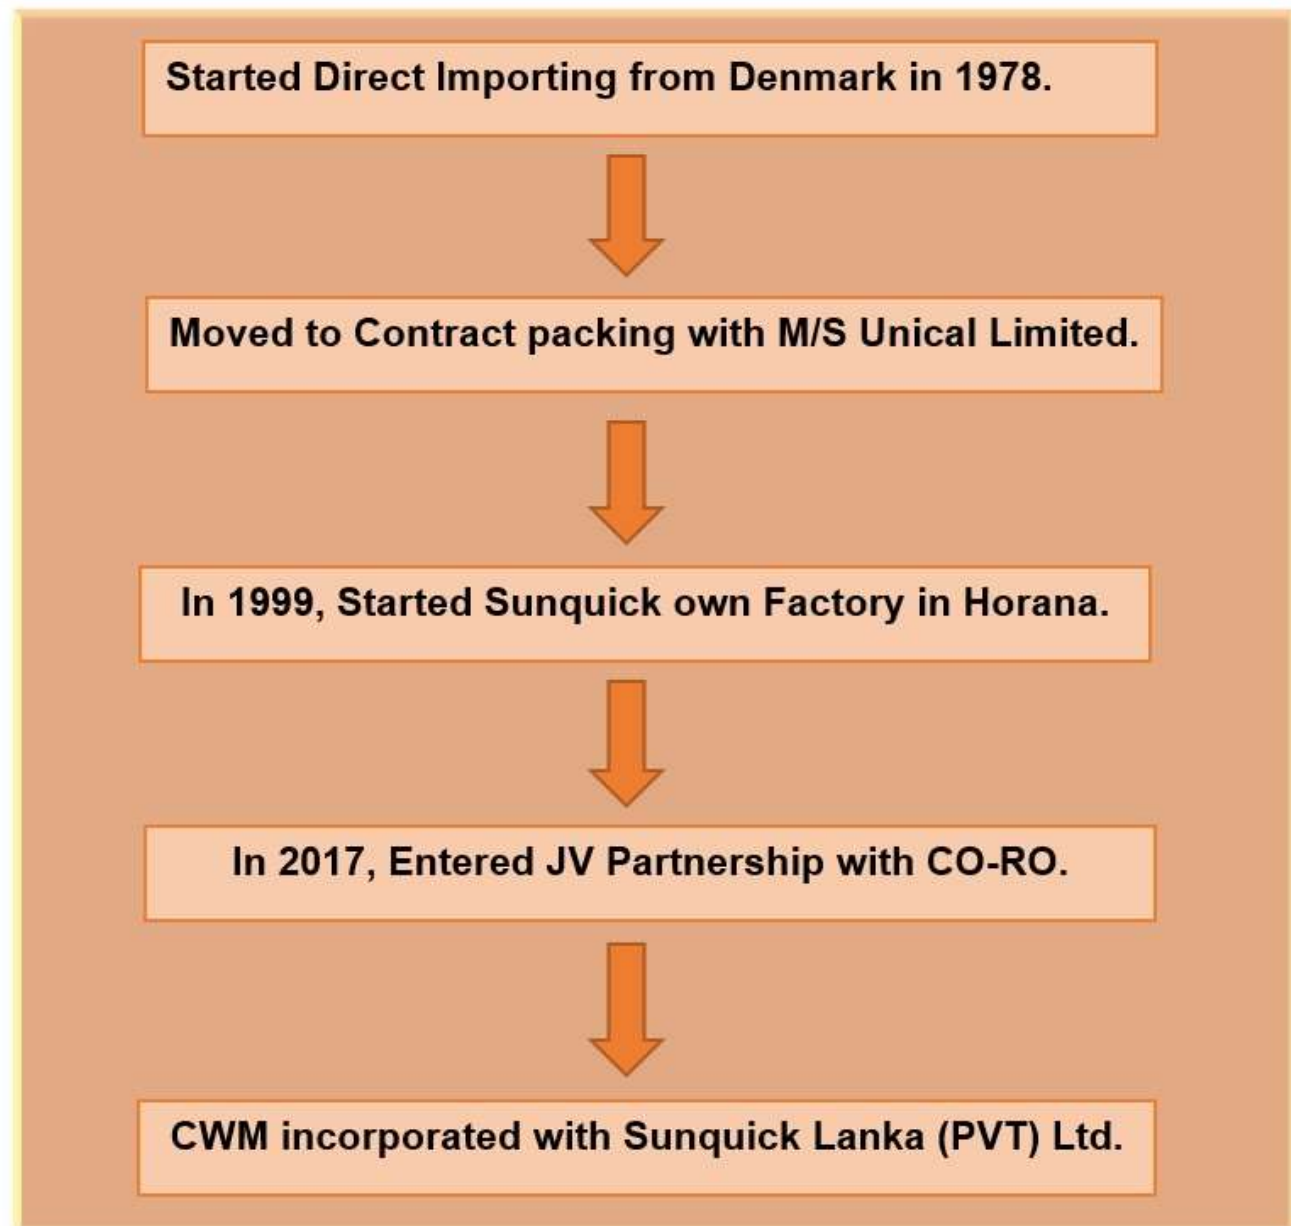 Started Direct Importing from Denmark in 1978.
Moved to Contract packing with M/S Unical Limited.
In 1999, Started Sunquick own Factory in Horana.
In 2017, Entered JV Partnership with CO-RO.
CWM incorporated with Sunquick Lanka (PVT) Ltd.